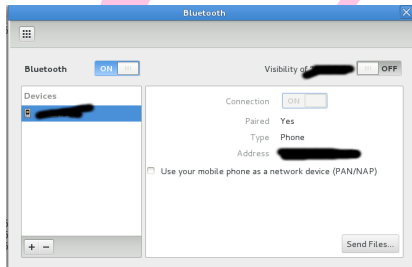 Bluetooth
Bluetooth ON Visibility of OFF
Devices
Connection ON
Paired Yes
Type Phone
Address
Use your mobile phone as a network device (PAN/NAP)
+ − Send Files...